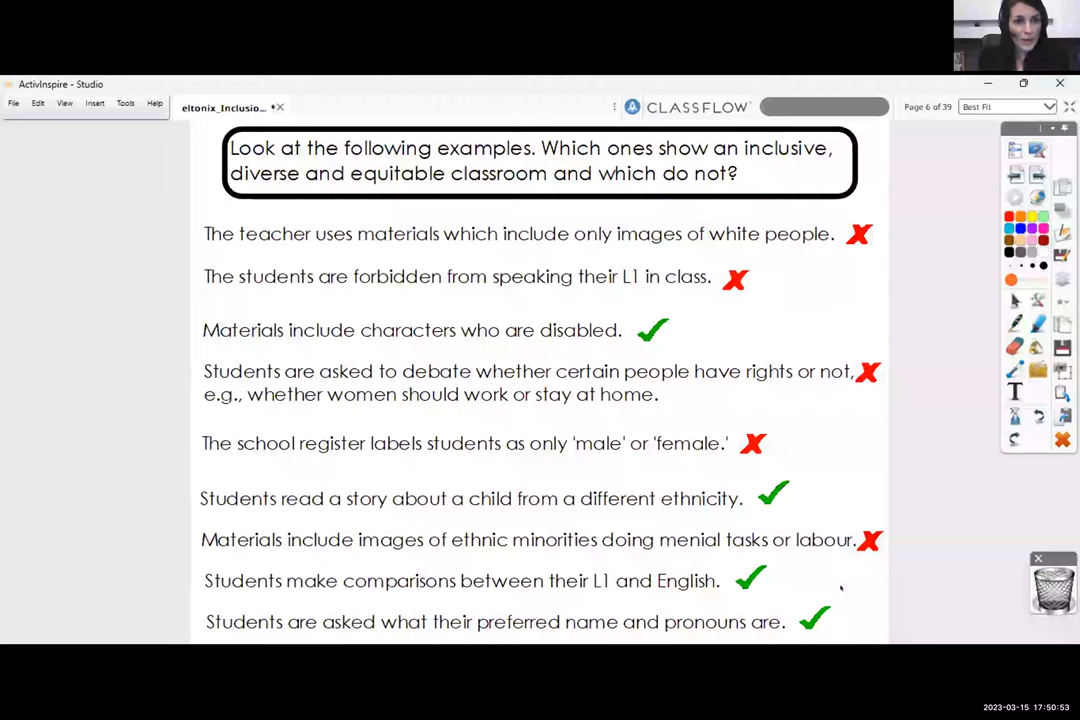 ActivInspire - Studio
File Edit View Insert Tools Help
eltonix_Inclusio... *
CLASSFLOW
Page 6 of 39
Best Fit
Look at the following examples. Which ones show an inclusive,
diverse and equitable classroom and which do not?
The teacher uses materials which include only images of white people.
The students are forbidden from speaking their L1 in class.
Materials include characters who are disabled.
Students are asked to debate whether certain people have rights or not,
e.g., whether women should work or stay at home.
The school register labels students as only 'male' or 'female.'
Students read a story about a child from a different ethnicity.
Materials include images of ethnic minorities doing menial tasks or labour.
Students make comparisons between their L1 and English.
Students are asked what their preferred name and pronouns are.
T
2023-03-15 17:50:53